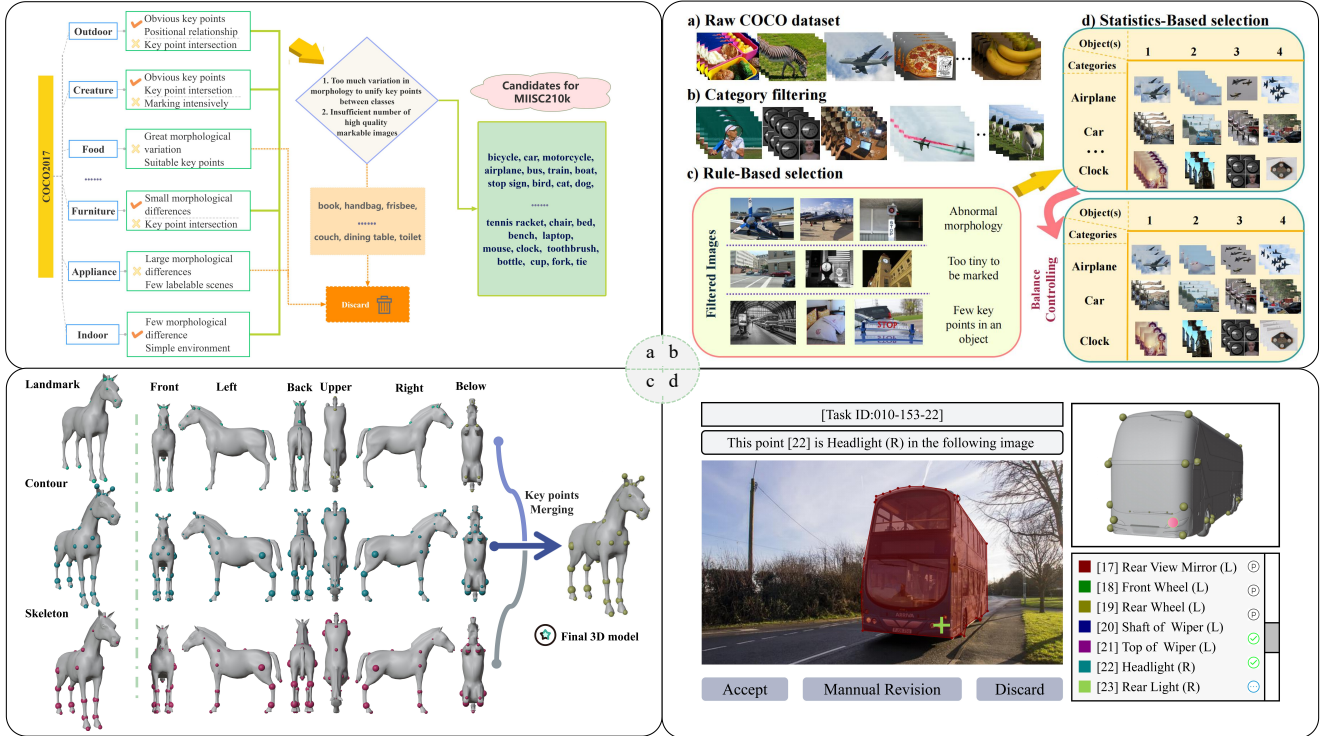 COCO2017
Outdoor
Obvious key points
Positional relationship
Key point intersection
Creature
Obvious key points
Key point intersetion
Marking intensively
Food
Great morphological
variation
Suitable key points
......
Furniture
Small morphological
differences
Key point intersection
Appliance
Large morphological
differences
Few labelable scenes
Indoor
Few morphological
difference
Simple environment
1. Too much variation in
morphology to unify key points
between classes
2. Insufficient number of
high quality
markable images
book, handbag, frisbee,
......
couch, dining table, toilet
Discard
Candidates for
MIISC210k
bicycle, car, motorcycle,
airplane, bus, train, boat,
stop sign, bird, cat, dog,
......
tennis racket, chair, bed,
bench, laptop,
mouse, clock, toothbrush,
bottle, cup, fork, tie
a) Raw COCO dataset
b) Category filtering
c) Rule-Based selection
Filtered Images
Abnormal
morphology
Too tiny to
be marked
Few key
points in an
object
STOP
d) Statistics-Based selection
Object(s)
Categories
1 2 3 4
Airplane
Car
...
Clock
Balance
Controlling
Object(s)
Categories
1 2 3 4
Airplane
Car
Clock
a b
c d
Landmark
Front Left Back Upper Right Below
Contour
Skeleton
Key points
Merging
Final 3D model
[Task ID:010-153-22]
This point [22] is Headlight (R) in the following image
Accept
Mannual Revision
Discard
[17] Rear View Mirror (L) P
[18] Front Wheel (L) P
[19] Rear Wheel (L) P
[20] Shaft of Wiper (L)
[21] Top of Wiper (L)
[22] Headlight (R)
[23] Rear Light (R)